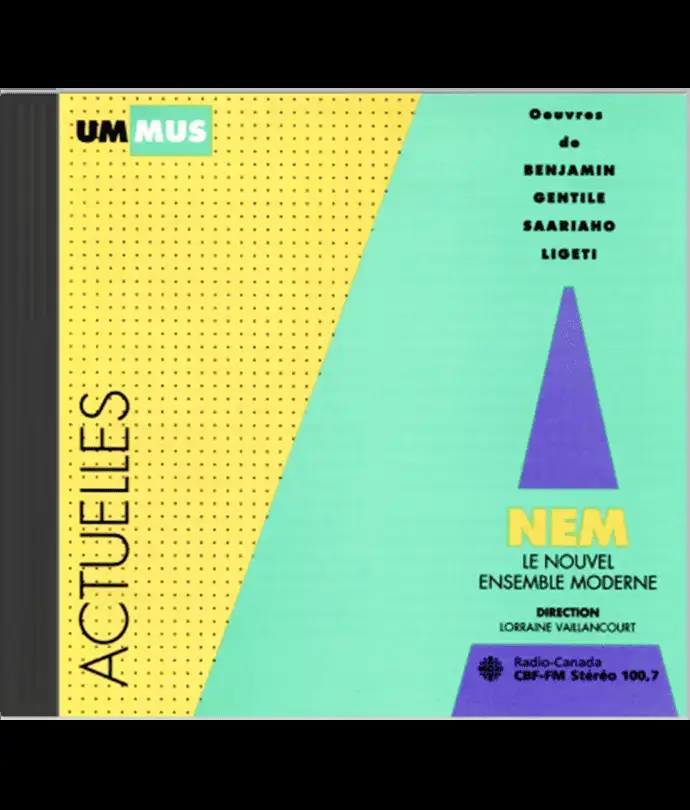 UMMUS
ACTUELLES
Oeuvres
de
BENJAMIN
GENTILE
SAARIAHO
LIGETI
NEM
LE NOUVEL
ENSEMBLE MODERNE
DIRECTION
LORRAINE VAILLANCOURT
Radio-Canada
CBF-FM Stéréo 100,7